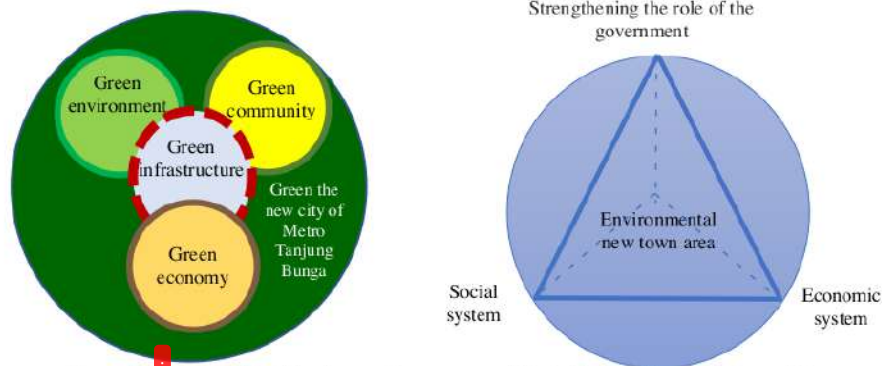 Green
environment
Green
community
Green
infrastructure
Green the
new city of
Metro
Tanjung
Bunga
Green
economy
Strengthening the role of the
government
Environmental
new town area
Social
system
Economic
system